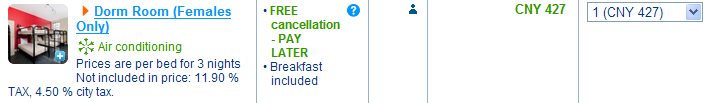 Dorm Room (Females
Only)
Air conditioning
Prices are per bed for 3 nights
Not included in price: 11.90 %
TAX, 4.50 % city tax.
• FREE
cancellation
- PAY
LATER
• Breakfast
included
?
CNY 427
1 (CNY 427)